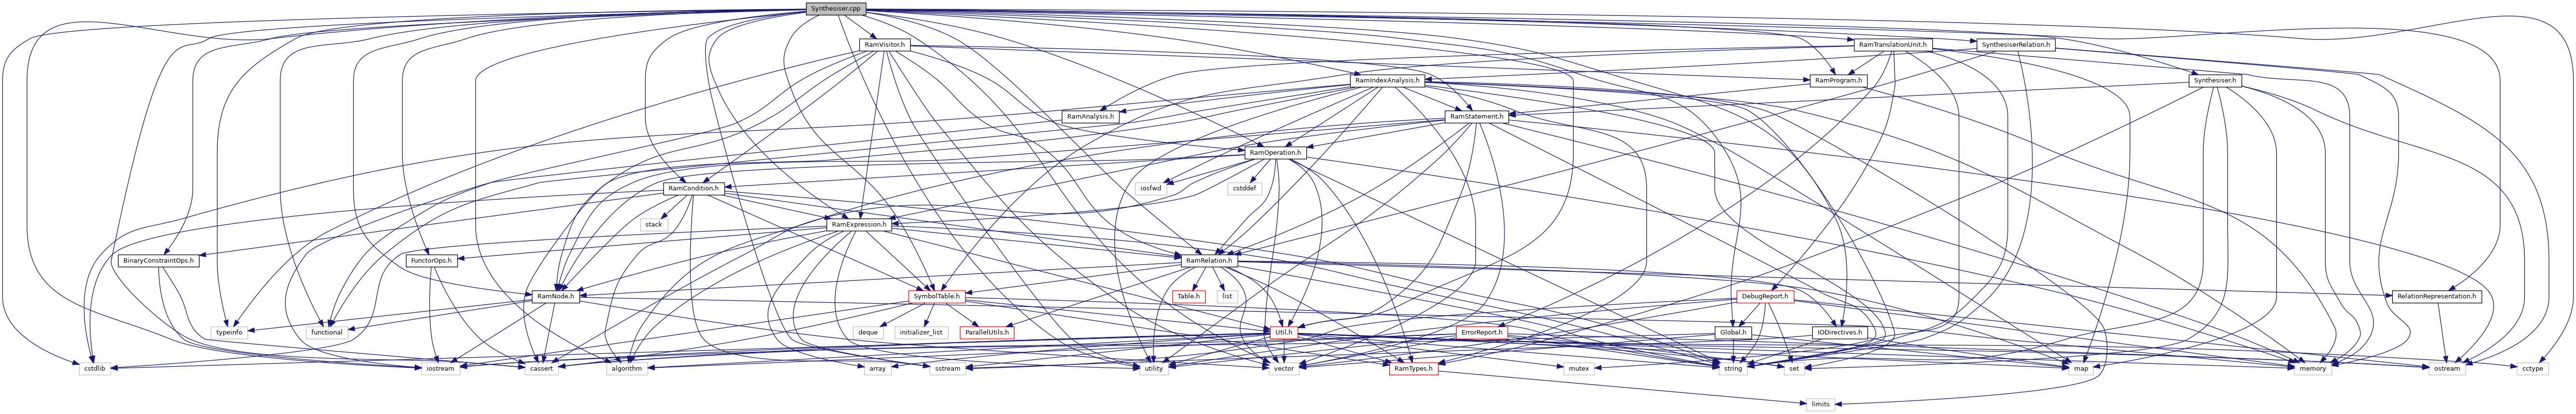 Synthesiser.cpp
RamVisitor.h
RamTranslationUnit.h
SynthesiserRelation.h
RamIndexAnalysis.h
RamProgram.h
Synthesiser.h
RamAnalysis.h
RamStatement.h
RamOperation.h
RamCondition.h
iosfwd
cstddef
stack
RamExpression.h
BinaryConstraintOps.h
FunctorOps.h
RamRelation.h
RamNode.h
SymbolTable.h
Table.h
list
DebugReport.h
RelationRepresentation.h
typeinfo
functional
deque
initializer_list
ParallelUtils.h
Util.h
ErrorReport.h
Global.h
IODirectives.h
cstdlib
iostream
cassert
algorithm
array
sstream
utility
vector
RamTypes.h
mutex
string
set
map
memory
ostream
cctype
limits